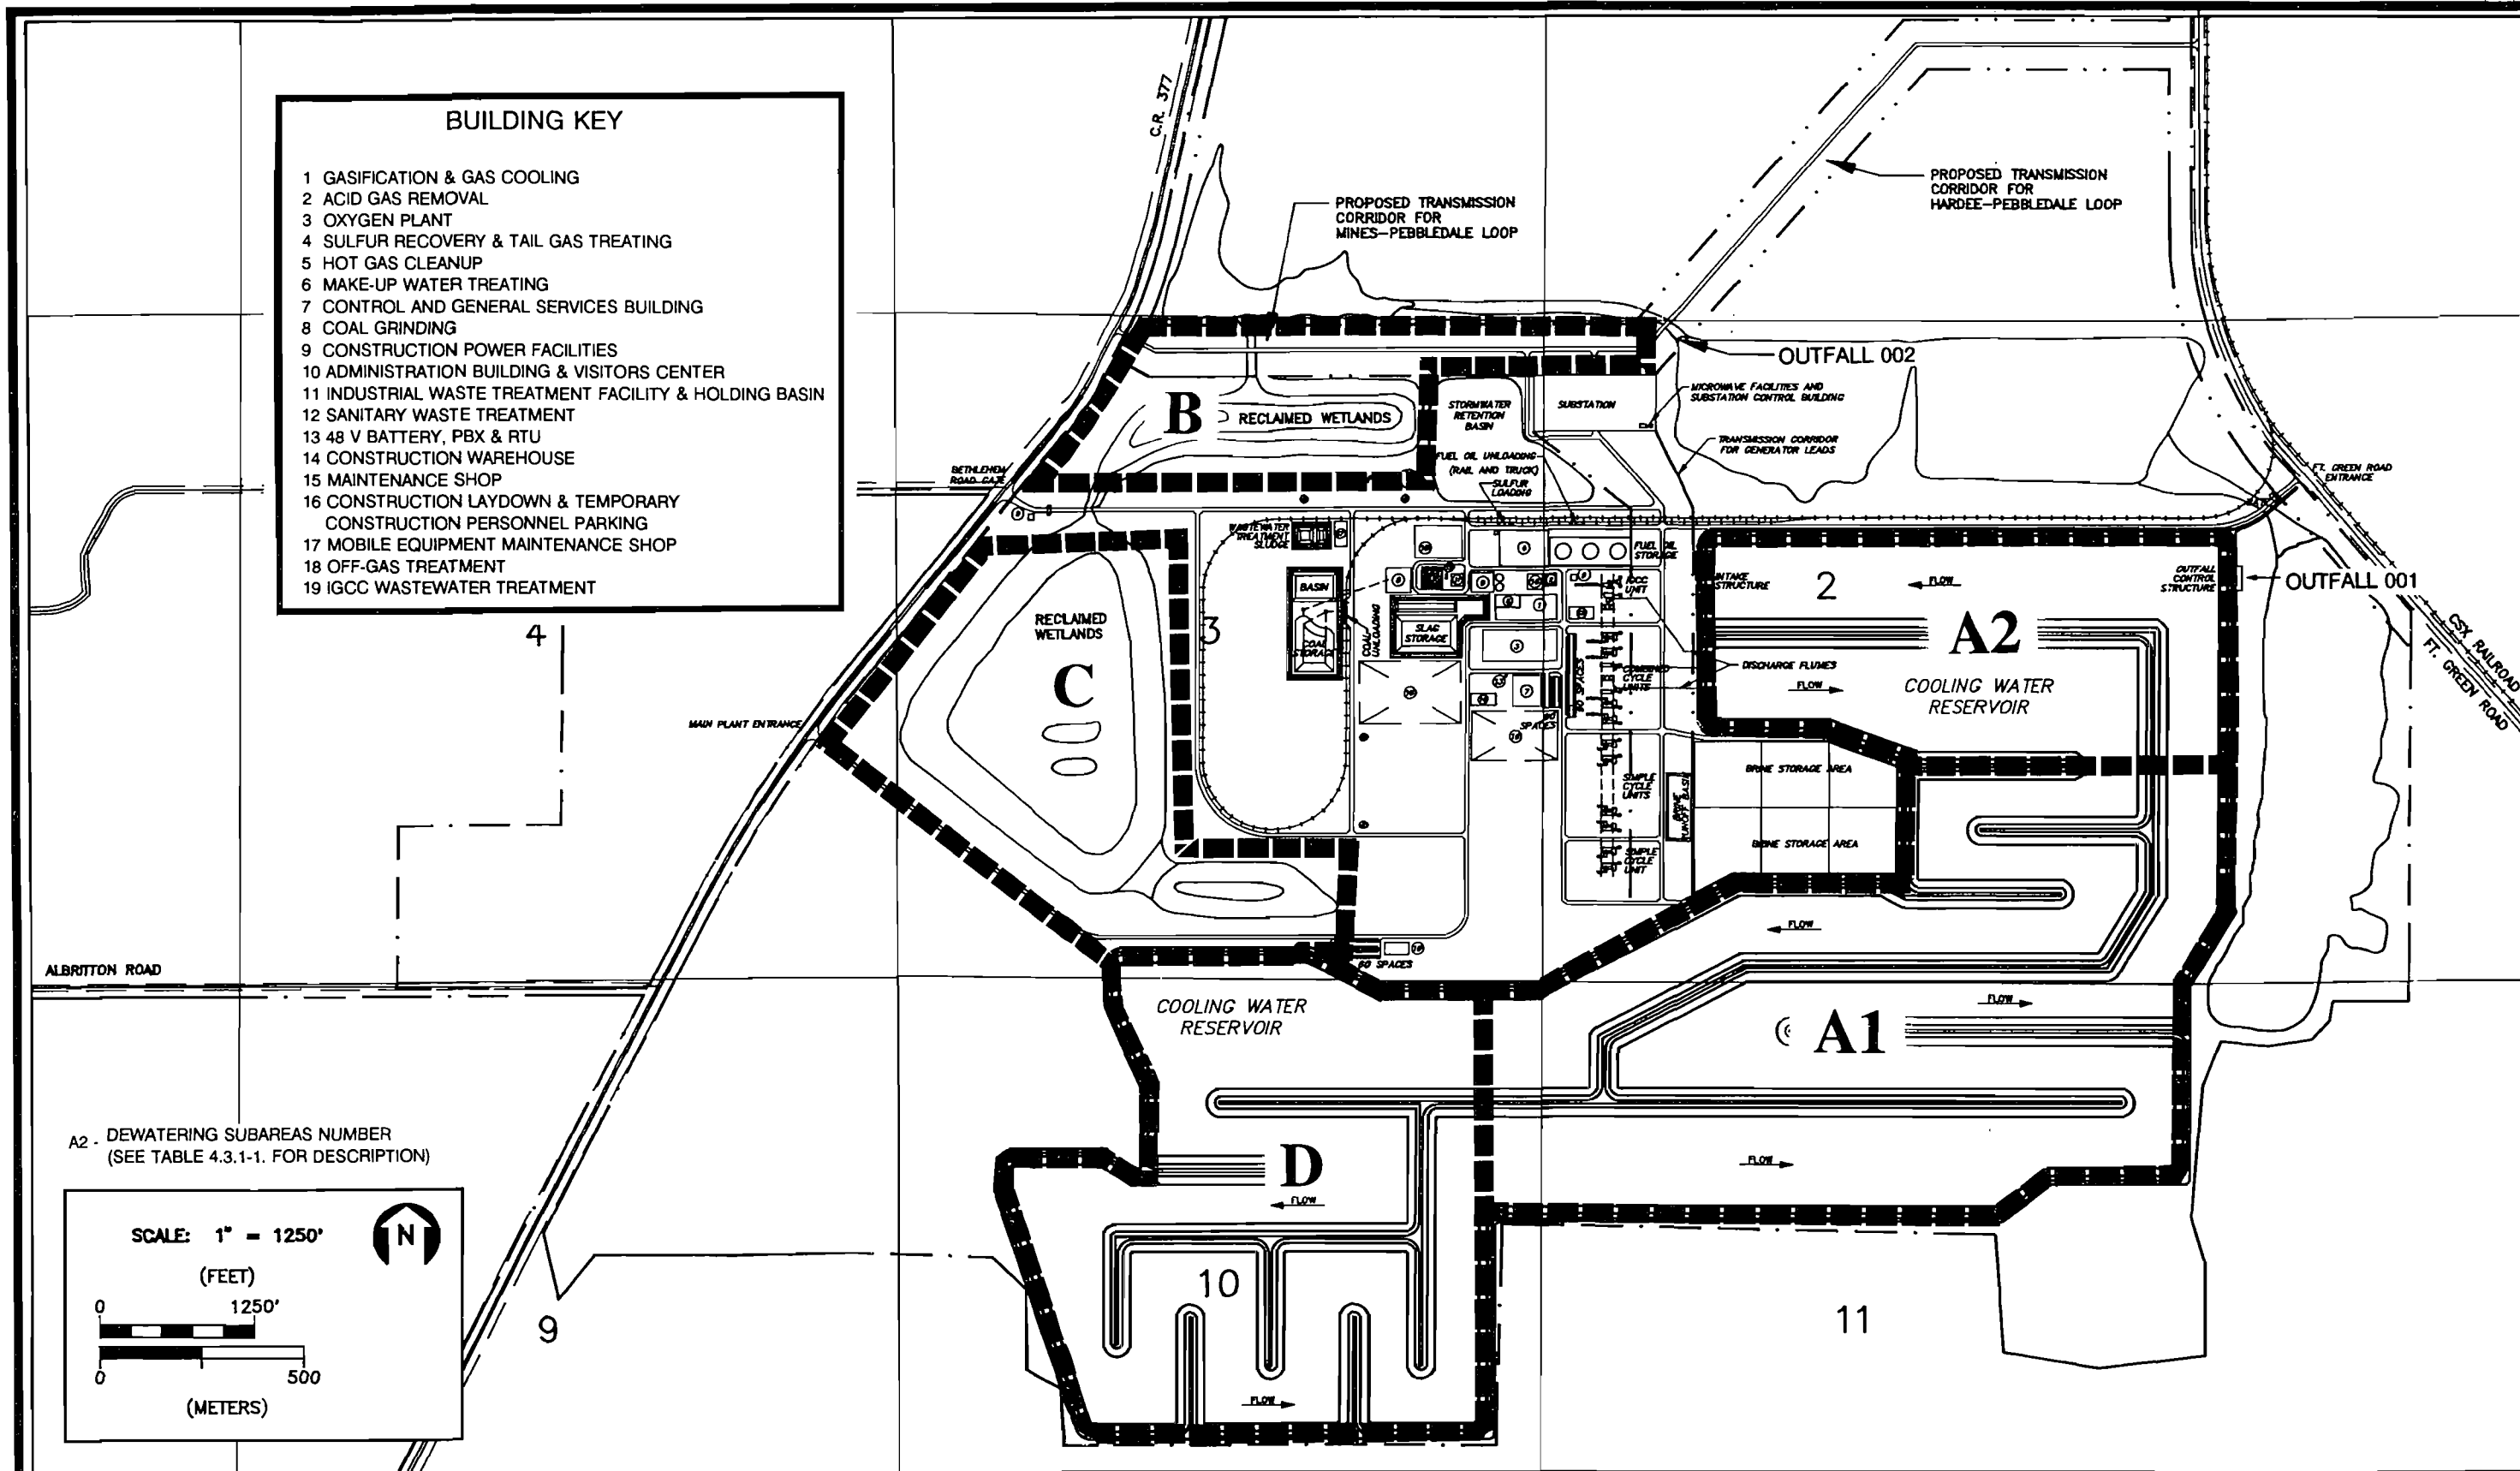 BUILDING KEY
1 GASIFICATION & GAS COOLING
2 ACID GAS REMOVAL
3 OXYGEN PLANT
4 SULFUR RECOVERY & TAIL GAS TREATING
5 HOT GAS CLEANUP
6 MAKE-UP WATER TREATING
7 CONTROL AND GENERAL SERVICES BUILDING
8 COAL GRINDING
9 CONSTRUCTION POWER FACILITIES
10 ADMINISTRATION BUILDING & VISITORS CENTER
11 INDUSTRIAL WASTE TREATMENT FACILITY & HOLDING BASIN
12 SANITARY WASTE TREATMENT
13 48 V BATTERY, PBX & RTU
14 CONSTRUCTION WAREHOUSE
15 MAINTENANCE SHOP
16 CONSTRUCTION LAYDOWN & TEMPORARY
CONSTRUCTION PERSONNEL PARKING
17 MOBILE EQUIPMENT MAINTENANCE SHOP
18 OFF-GAS TREATMENT
19 IGCC WASTEWATER TREATMENT
C.R. 377
PROPOSED TRANSMISSION
CORRIDOR FOR
MINES-PEBBLEDALE LOOP
PROPOSED TRANSMISSION
CORRIDOR FOR
HARDEE-PEBBLEDALE LOOP
OUTFALL 002
MICROWAVE FACILITIES AND
SUBSTATION CONTROL BUILDING
B
RECLAIMED WETLANDS
STORMWATER
RETENTION
BASIN
SUBSTATION
TRANSMISSION CORRIDOR
FOR GENERATOR LEADS
FUEL OIL UNLOADING
(RAIL AND TRUCK)
SULFUR
LOADING
BETHLEHEM
ROAD GATE
FT. GREEN ROAD
ENTRANCE
WASTEWATER
TREATMENT
SLUDGE
FUEL OIL
STORAGE
INTAKE
STRUCTURE
2
FLOW
OUTFALL
CONTROL
STRUCTURE
OUTFALL 001
BASIN
IGCC
UNIT
4
RECLAIMED
WETLANDS
3
COAL
STORAGE
COAL
UNLOADING
SLAG
STORAGE
A2
CSX RAILROAD
FT. GREEN ROAD
C
COMBINED
CYCLE
UNITS
DISCHARGE FLUMES
FLOW
COOLING WATER
RESERVOIR
MAIN PLANT ENTRANCE
80 SPACES
SPACES
SIMPLE
CYCLE
UNITS
BRINE
RUNOFF BASIN
BRINE STORAGE AREA
BRINE STORAGE AREA
SIMPLE
CYCLE
UNIT
FLOW
60 SPACES
ALBRITTON ROAD
COOLING WATER
RESERVOIR
FLOW
A1
A2 - DEWATERING SUBAREAS NUMBER
(SEE TABLE 4.3.1-1. FOR DESCRIPTION)
D
FLOW
FLOW
10
9
11
FLOW
SCALE: 1" = 1250'
N
(FEET)
0 1250'
0 500
(METERS)